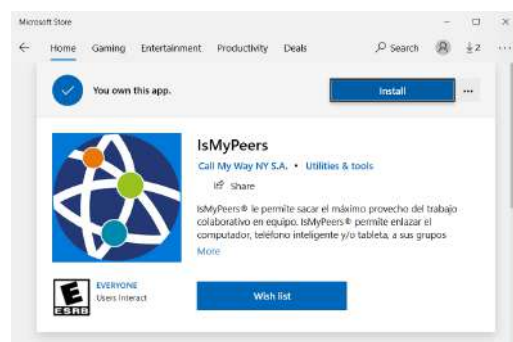 Microsoft Store
Home Gaming Entertainment Productivity Deals Search 2 ...
You own this app. Install ...
IsMyPeers
Call My Way NY S.A. • Utilities & tools
Share
IsMyPeers® le permite sacar el máximo provecho del trabajo
colaborativo en equipo. IsMyPeers® permite enlazar el
computador, teléfono inteligente y/o tableta, a sus grupos
More
E
ESRB
EVERYONE
Users Interact
Wish list